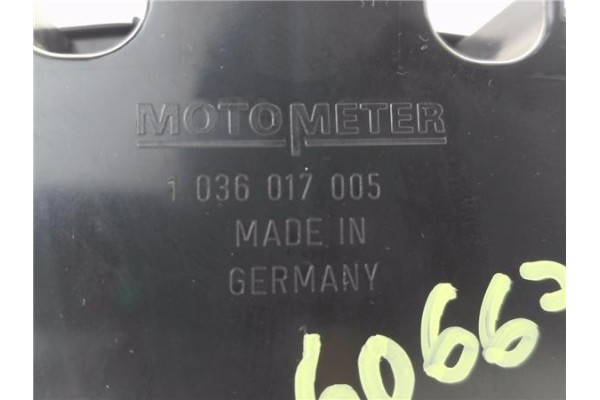 MOTOMETER
1 036 017 005
MADE IN
GERMANY
6066